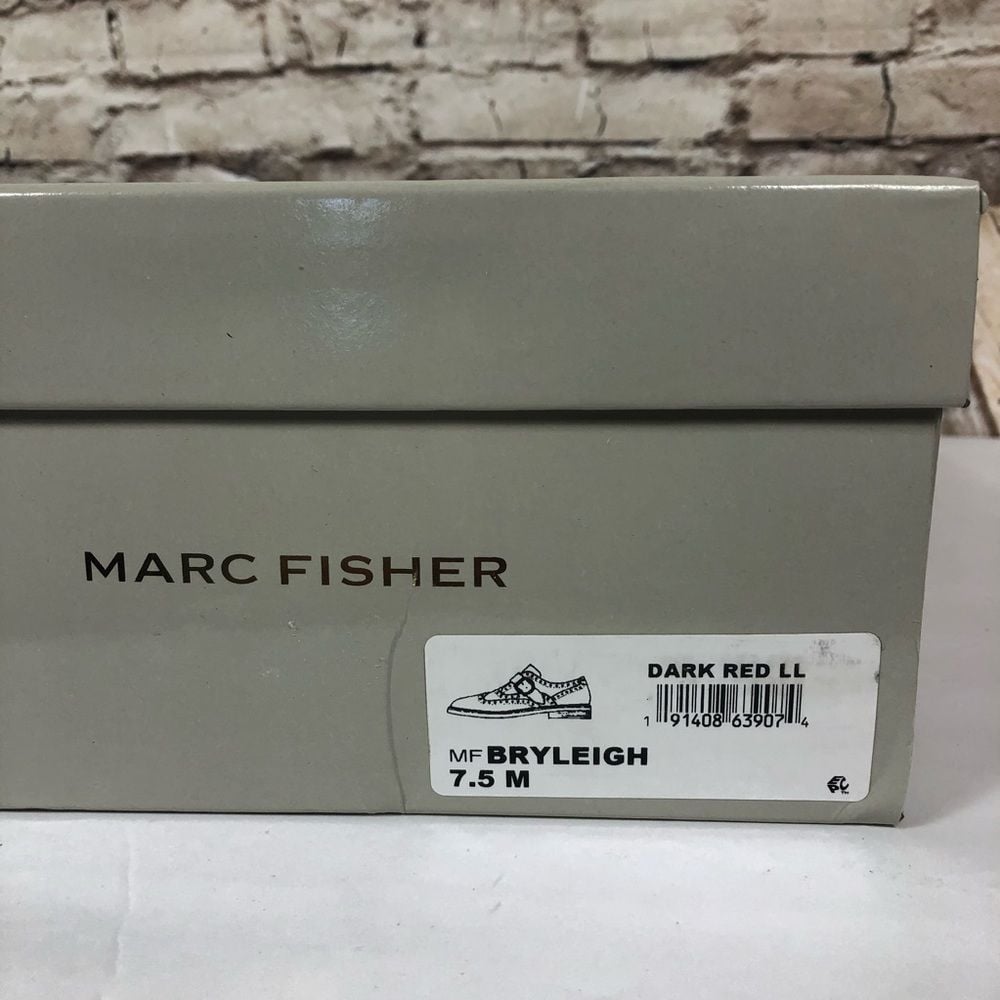 MARC FISHER
DARK RED LL
1 91408 63907 4
MF BRYLEIGH
7.5 M